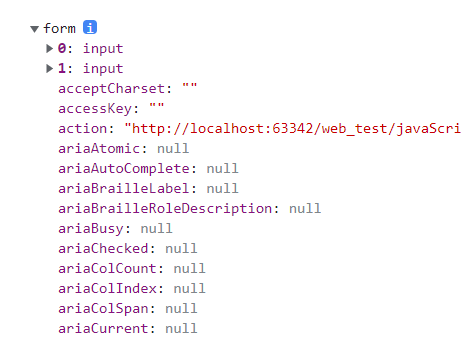 form i
0: input
1: input
acceptCharset: ""
accessKey: ""
action: "http://localhost:63342/web_test/javaScri
ariaAtomic: null
ariaAutoComplete: null
ariaBrailleLabel: null
ariaBrailleRoleDescription: null
ariaBusy: null
ariaChecked: null
ariaColCount: null
ariaColIndex: null
ariaColSpan: null
ariaCurrent: null